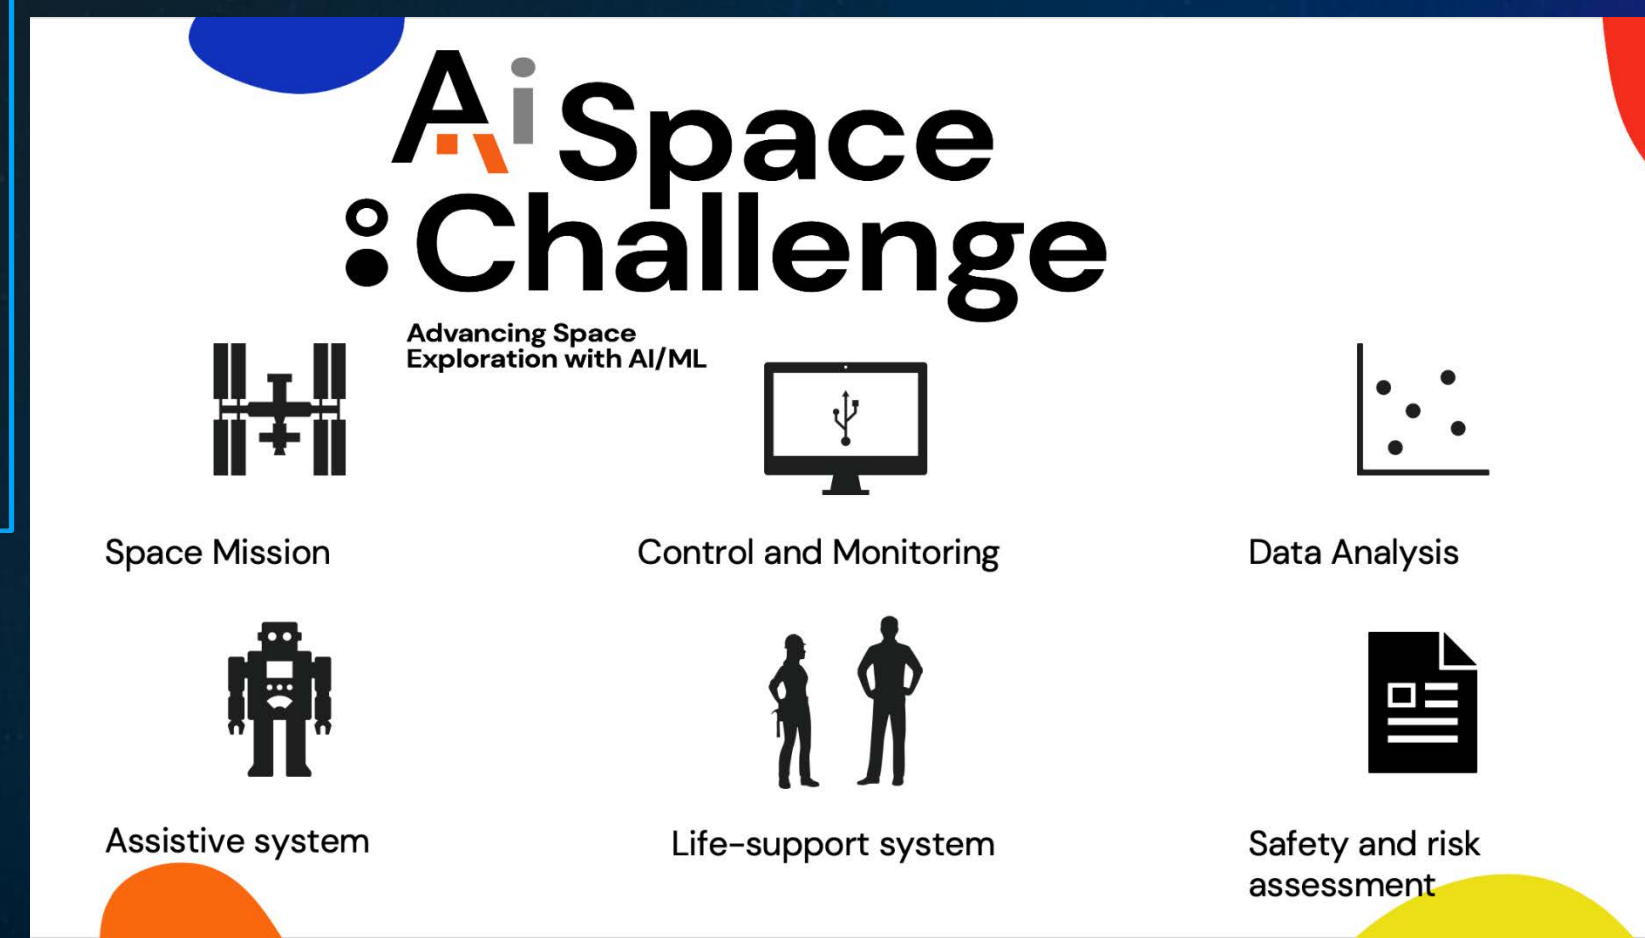 Ai Space
Challenge
Advancing Space
Exploration with AI/ML
Space Mission
Control and Monitoring
Data Analysis
Assistive system
Life-support system
Safety and risk
assessment